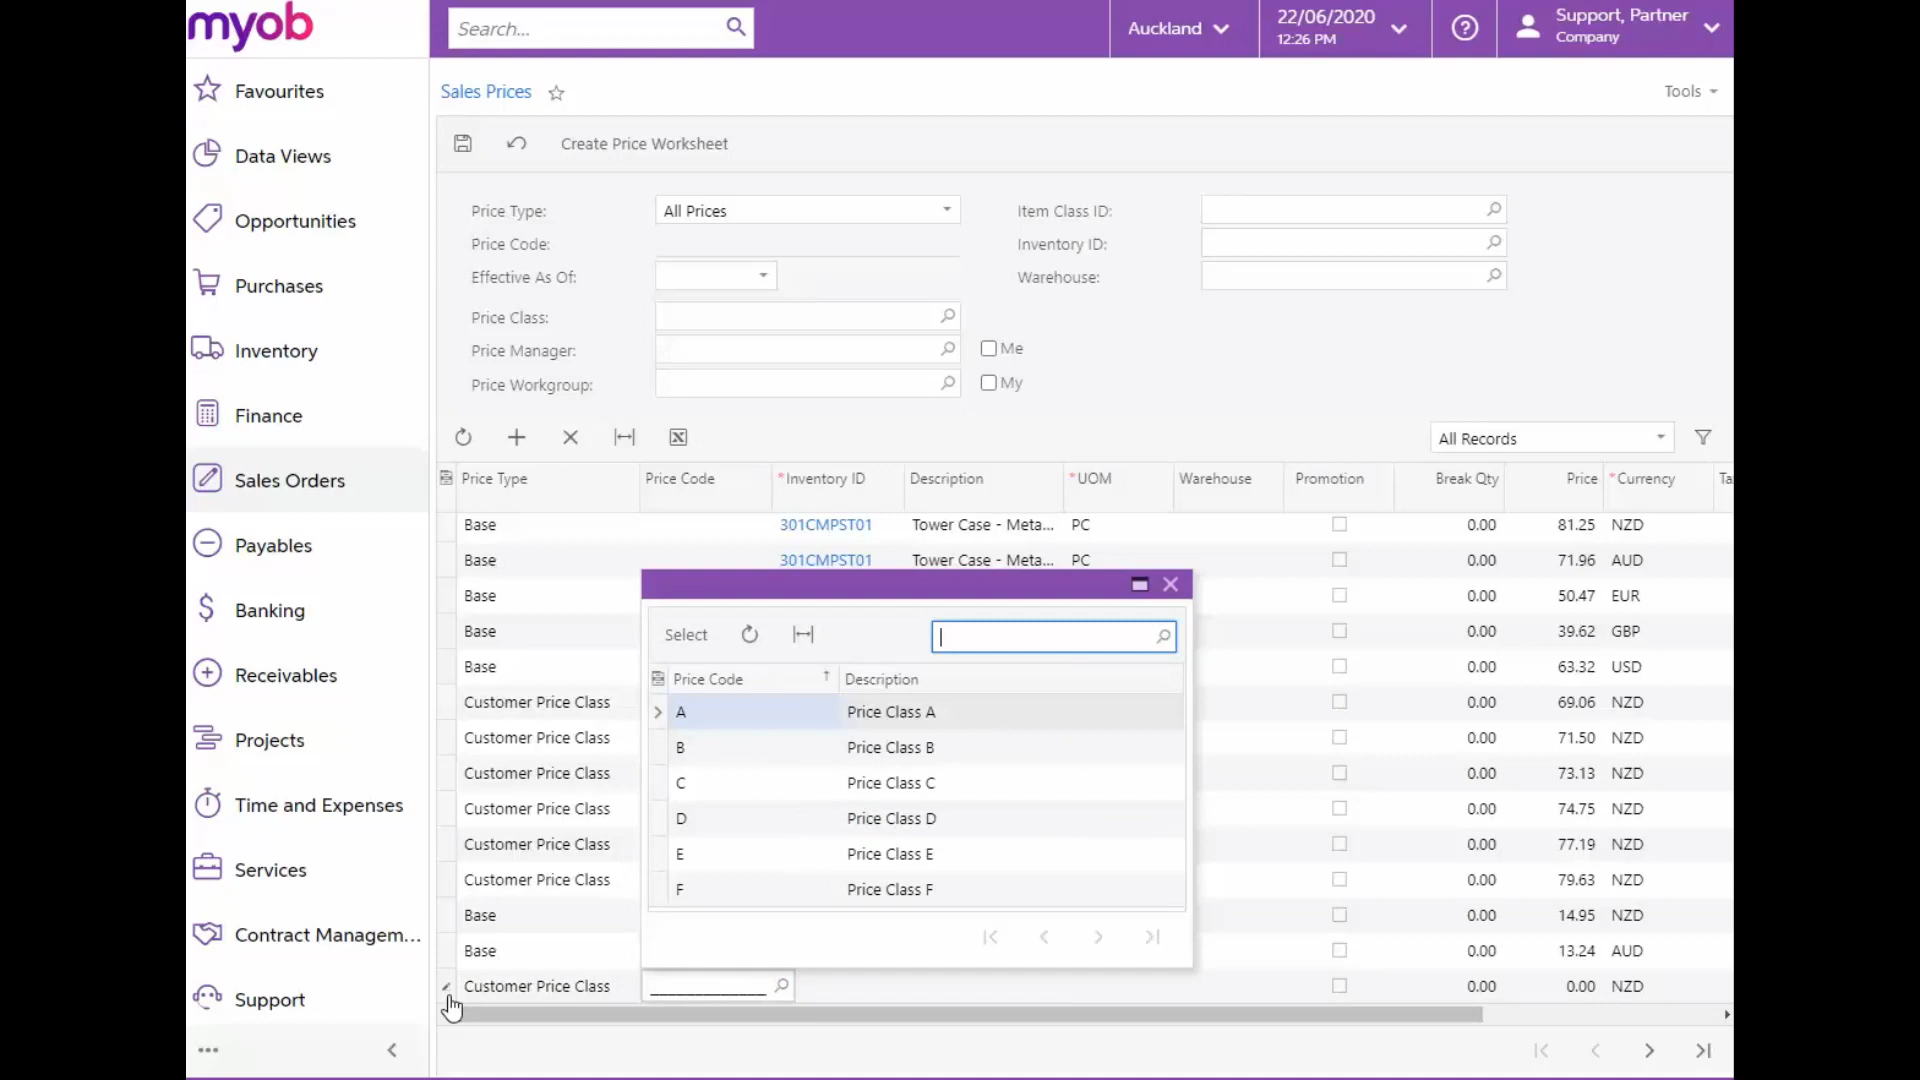 myob
Search...
Auckland
22/06/2020
12:26 PM
Support, Partner
Company
Favourites
Data Views
Opportunities
Purchases
Inventory
Finance
Sales Orders
Payables
Banking
Receivables
Projects
Time and Expenses
Services
Contract Managem...
Support
Sales Prices
Tools
Create Price Worksheet
Price Type: All Prices
Item Class ID:
Price Code:
Inventory ID:
Effective As Of:
Warehouse:
Price Class:
Price Manager: Me
Price Workgroup: My
All Records
Price Type Price Code *Inventory ID Description *UOM Warehouse Promotion Break Qty Price *Currency Ta
Base 301CMPST01 Tower Case - Meta... PC 0.00 81.25 NZD
Base 301CMPST01 Tower Case - Meta... PC 0.00 71.96 AUD
Base 0.00 50.47 EUR
Base 0.00 39.62 GBP
Base 0.00 63.32 USD
Customer Price Class 0.00 69.06 NZD
Customer Price Class 0.00 71.50 NZD
Customer Price Class 0.00 73.13 NZD
Customer Price Class 0.00 74.75 NZD
Customer Price Class 0.00 77.19 NZD
Customer Price Class 0.00 79.63 NZD
Base 0.00 14.95 NZD
Base 0.00 13.24 AUD
Customer Price Class 0.00 0.00 NZD
Select
Price Code Description
A Price Class A
B Price Class B
C Price Class C
D Price Class D
E Price Class E
F Price Class F